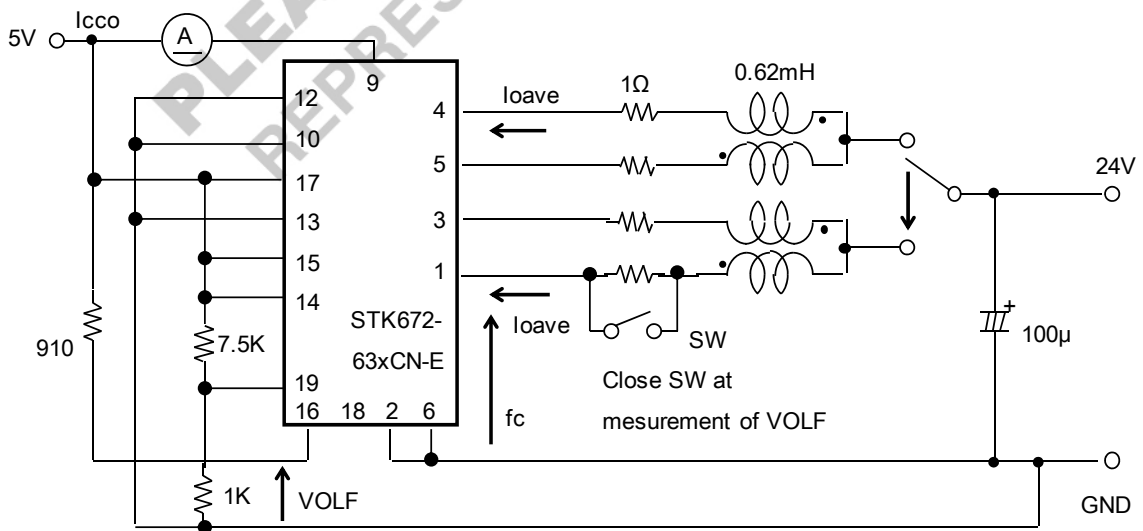 PLEA
REPRES
5V
Icco
A
9
12
10
17
13
15
14
19
16 18 2 6
4
5
3
1
STK672-
63xCN-E
Ioave
1Ω
0.62mH
24V
Ioave
SW
Close SW at
mesurement of VOLF
fc
+
100µ
910
7.5K
1K
VOLF
GND